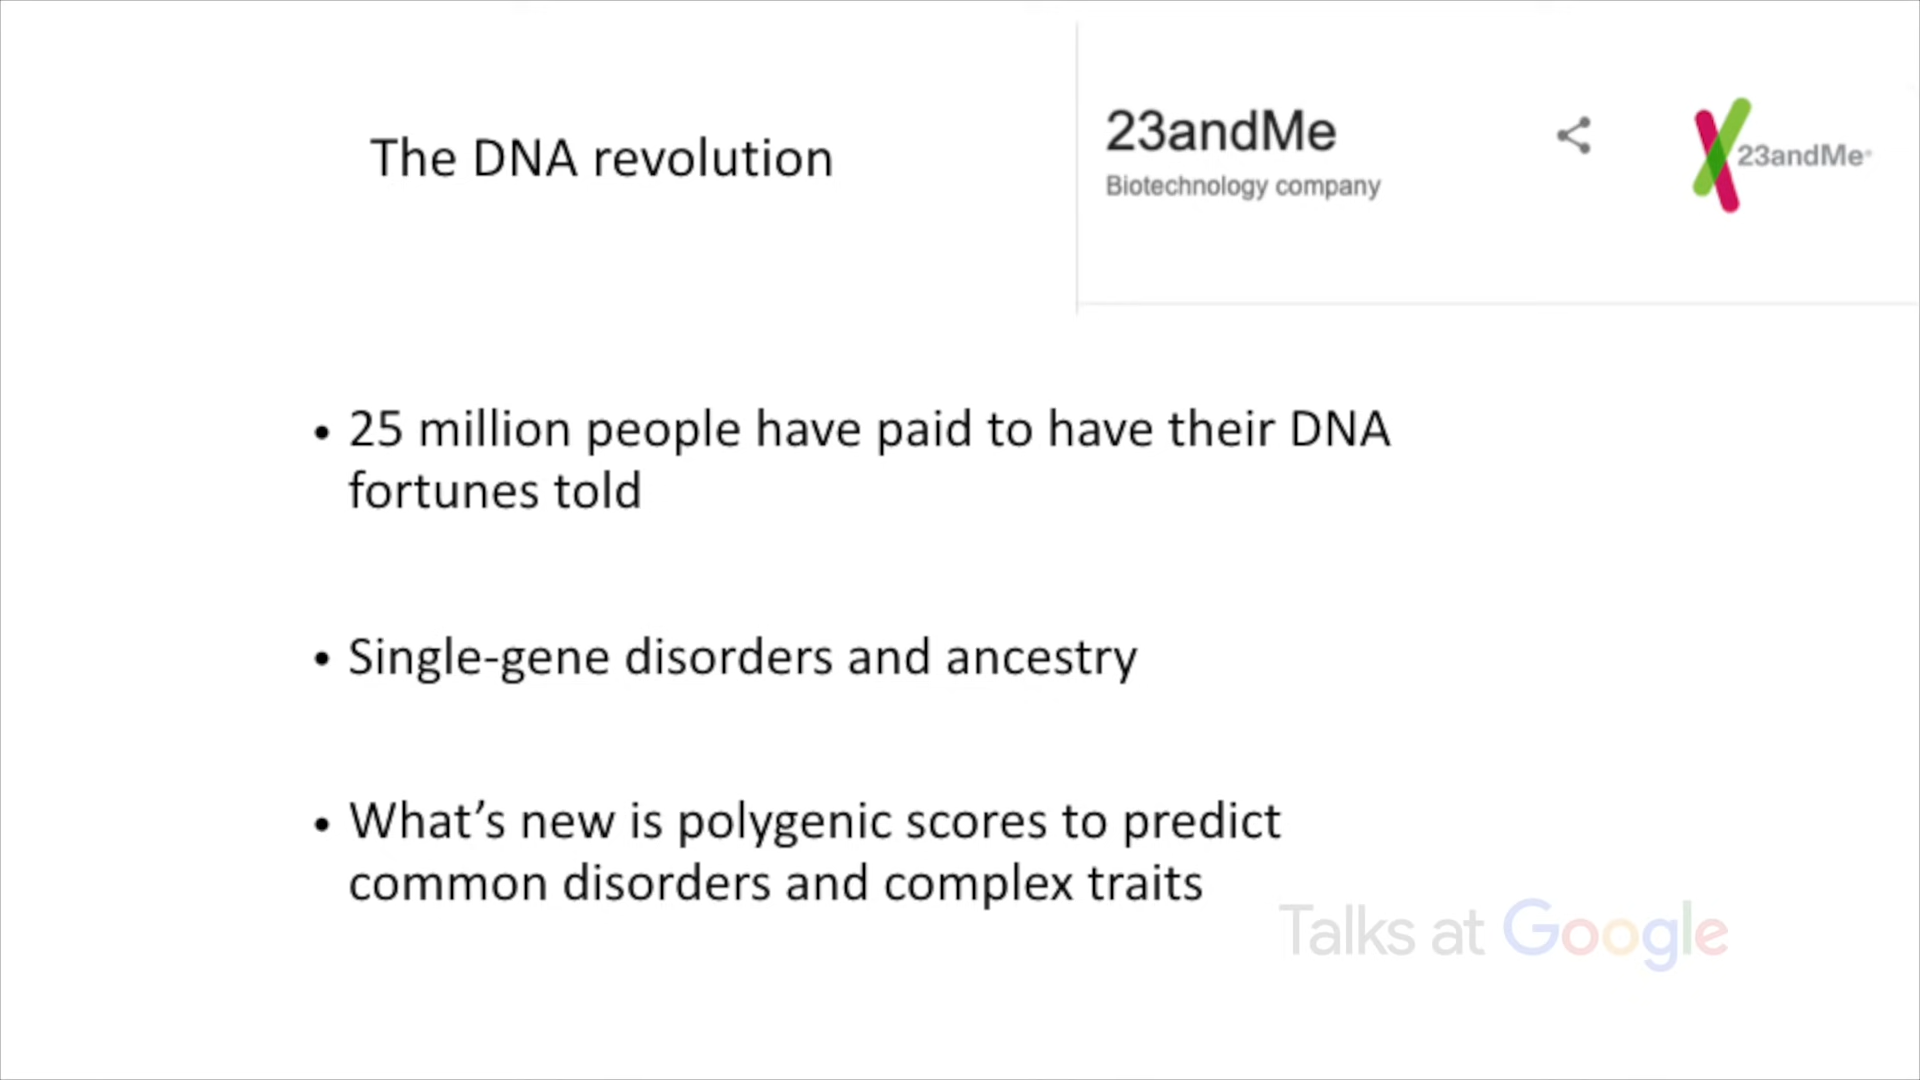 The DNA revolution
23andMe
Biotechnology company
23andMe®
• 25 million people have paid to have their DNA
fortunes told
• Single-gene disorders and ancestry
• What’s new is polygenic scores to predict
common disorders and complex traits
Talks at Google